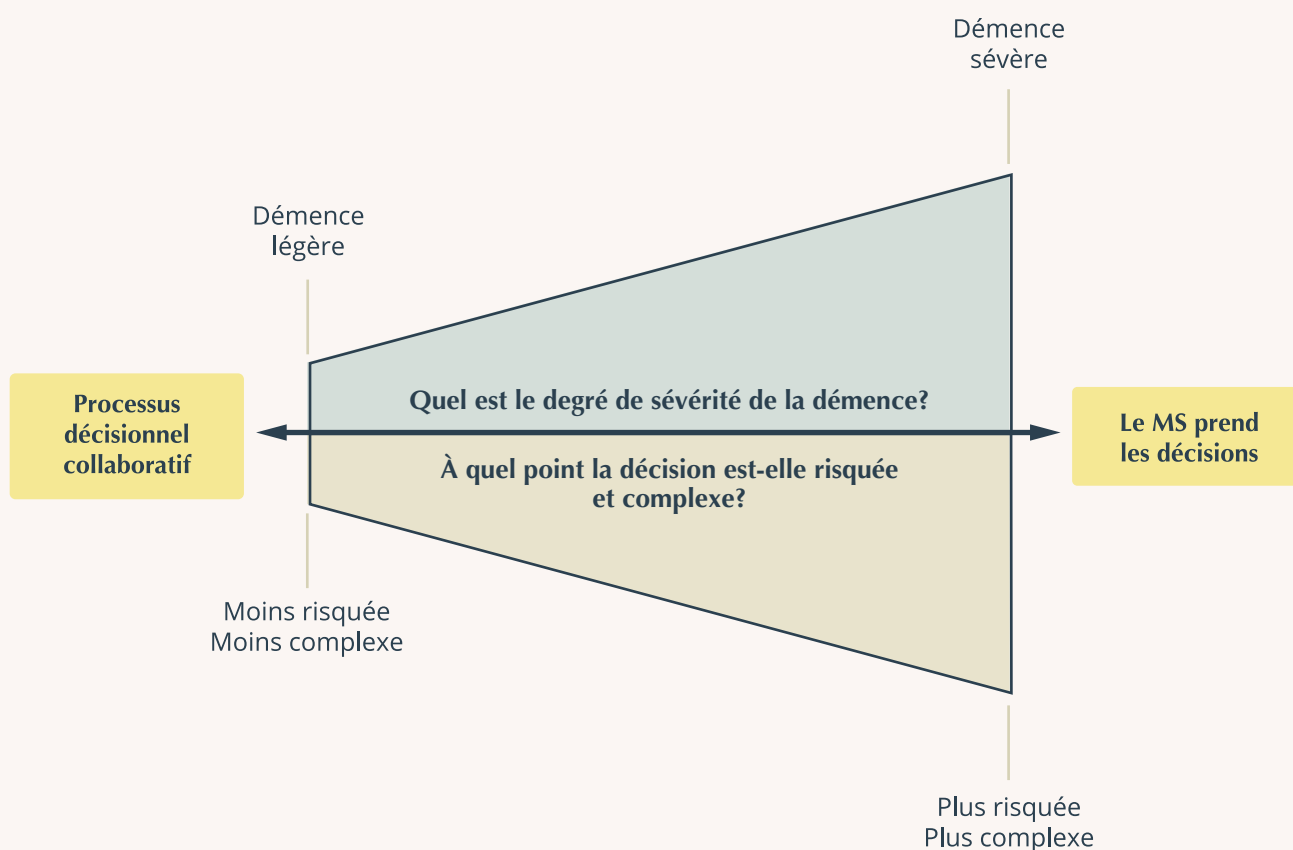 Démence
sévère
Démence
légère
Processus
décisionnel
collaboratif
Quel est le degré de sévérité de la démence?
À quel point la décision est-elle risquée
et complexe?
Le MS prend
les décisions
Moins risquée
Moins complexe
Plus risquée
Plus complexe